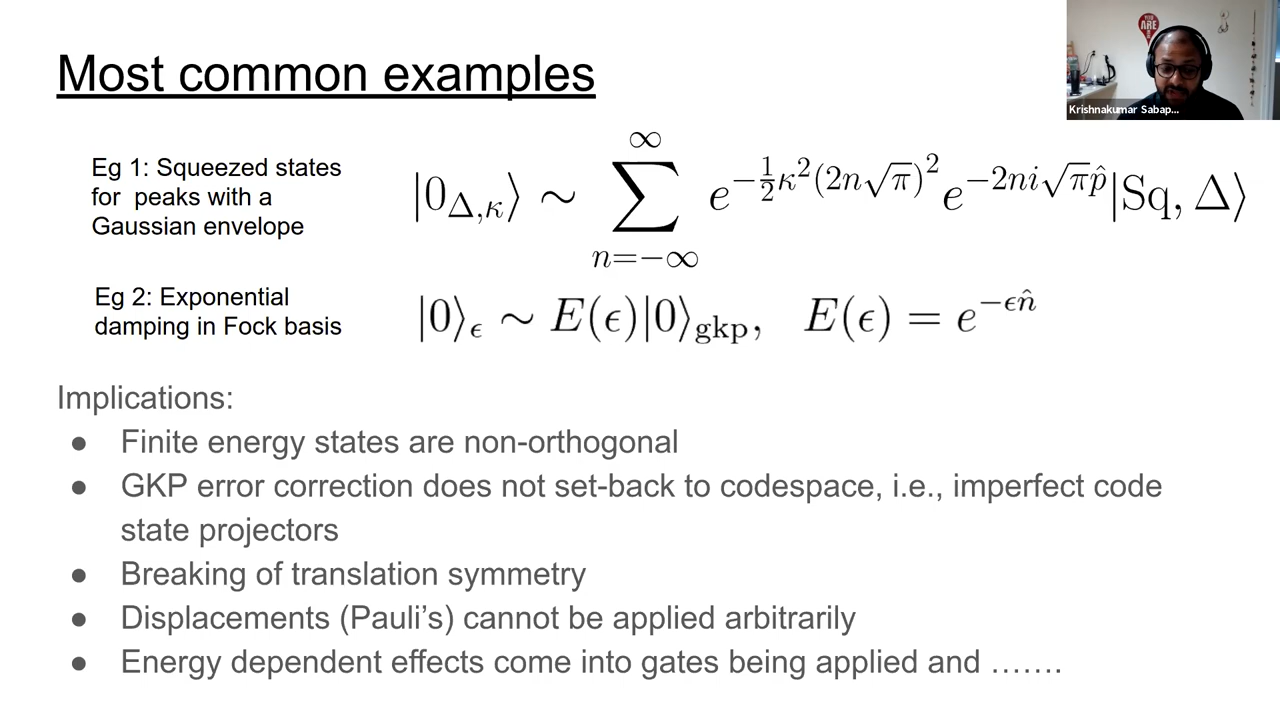 Most common examples
YOU
ARE
Krishnakumar Sabap...
Eg 1: Squeezed states
for peaks with a
Gaussian envelope
|0_{Δ,κ}⟩ ∼ ∑_{n=−∞}^{∞} e^{−½κ²(2n√π)²} e^{−2ni√π p̂}|Sq, Δ⟩
Eg 2: Exponential
damping in Fock basis
|0⟩_ϵ ∼ E(ϵ)|0⟩_{gkp}, E(ϵ) = e^{−ϵn̂}
Implications:
● Finite energy states are non-orthogonal
● GKP error correction does not set-back to codespace, i.e., imperfect code
state projectors
● Breaking of translation symmetry
● Displacements (Pauli’s) cannot be applied arbitrarily
● Energy dependent effects come into gates being applied and …….